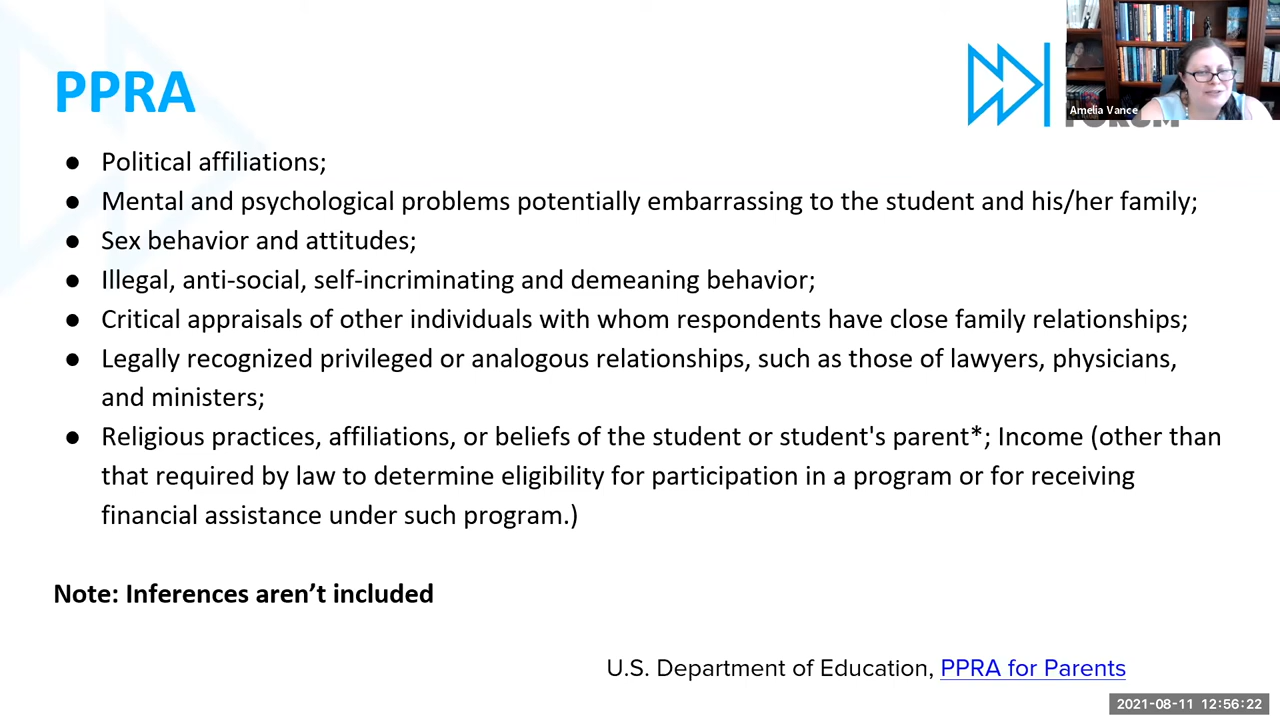 PPRA
Amelia Vance
● Political affiliations;
● Mental and psychological problems potentially embarrassing to the student and his/her family;
● Sex behavior and attitudes;
● Illegal, anti-social, self-incriminating and demeaning behavior;
● Critical appraisals of other individuals with whom respondents have close family relationships;
● Legally recognized privileged or analogous relationships, such as those of lawyers, physicians,
and ministers;
● Religious practices, affiliations, or beliefs of the student or student's parent*; Income (other than
that required by law to determine eligibility for participation in a program or for receiving
financial assistance under such program.)
Note: Inferences aren’t included
U.S. Department of Education, PPRA for Parents
2021-08-11 12:56:22